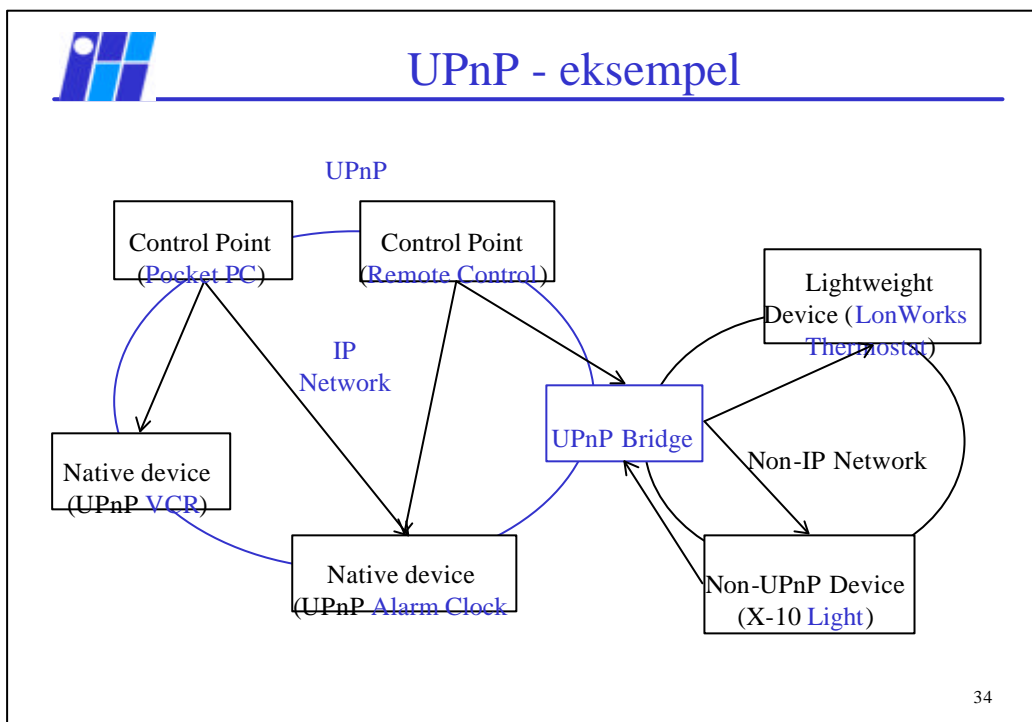 UPnP - eksempel
UPnP
Control Point
(Pocket PC)
Control Point
(Remote Control)
Lightweight
Device (LonWorks
Thermostat)
IP
Network
UPnP Bridge
Non-IP Network
Native device
(UPnP VCR)
Native device
(UPnP Alarm Clock
Non-UPnP Device
(X-10 Light)
34